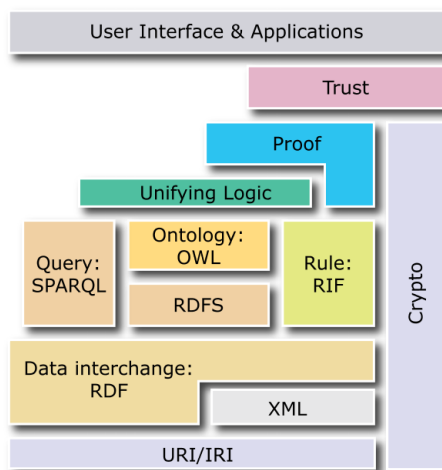 User Interface & Applications
Trust
Proof
Unifying Logic
Query:
SPARQL
Ontology:
OWL
RDFS
Rule:
RIF
Crypto
Data interchange:
RDF
XML
URI/IRI